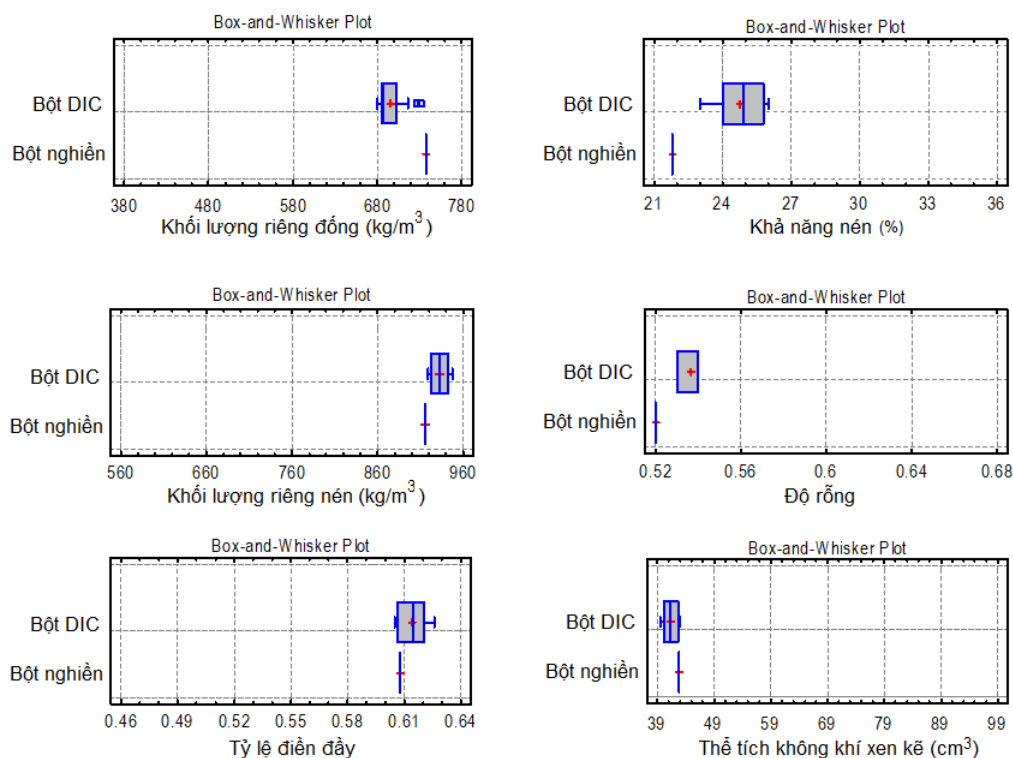 Box-and-Whisker Plot
Bột DIC
Bột nghiền
380 480 580 680 780
Khối lượng riêng đống (kg/m³)
Box-and-Whisker Plot
Bột DIC
Bột nghiền
21 24 27 30 33 36
Khả năng nén (%)
Box-and-Whisker Plot
Bột DIC
Bột nghiền
560 660 760 860 960
Khối lượng riêng nén (kg/m³)
Box-and-Whisker Plot
Bột DIC
Bột nghiền
0.52 0.56 0.6 0.64 0.68
Độ rỗng
Box-and-Whisker Plot
Bột DIC
Bột nghiền
0.46 0.49 0.52 0.55 0.58 0.61 0.64
Tỷ lệ điền đầy
Box-and-Whisker Plot
Bột DIC
Bột nghiền
39 49 59 69 79 89 99
Thể tích không khí xen kẽ (cm³)